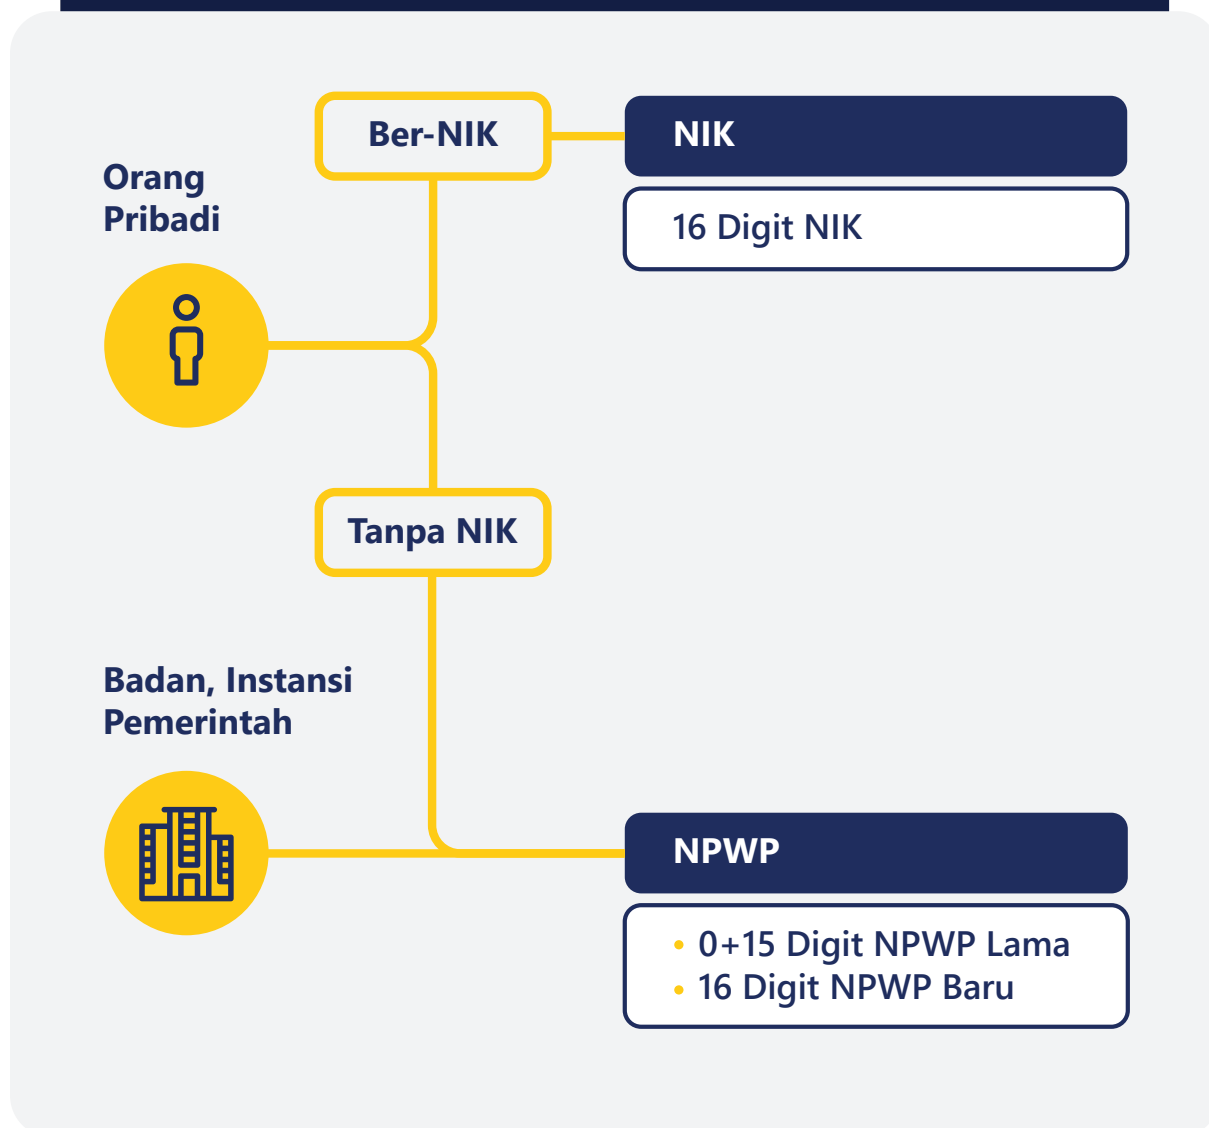 Ber-NIK
NIK
Orang
Pribadi
16 Digit NIK
Tanpa NIK
Badan, Instansi
Pemerintah
NPWP
• 0+15 Digit NPWP Lama
• 16 Digit NPWP Baru